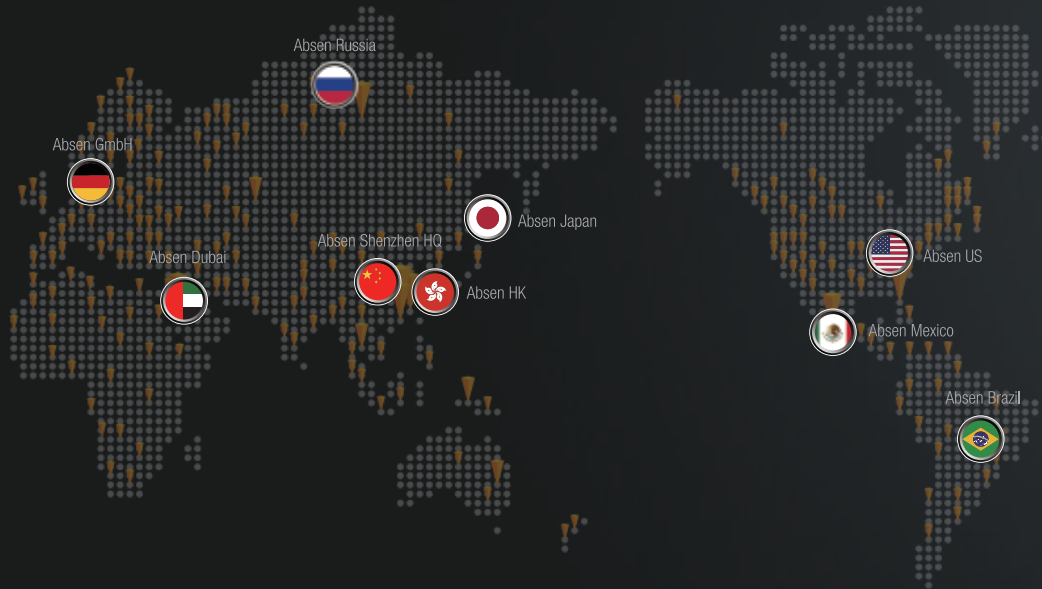 Absen Russia
Absen GmbH
Absen Japan
Absen Shenzhen HQ
Absen Dubai
Absen US
Absen HK
Absen Mexico
Absen Brazil